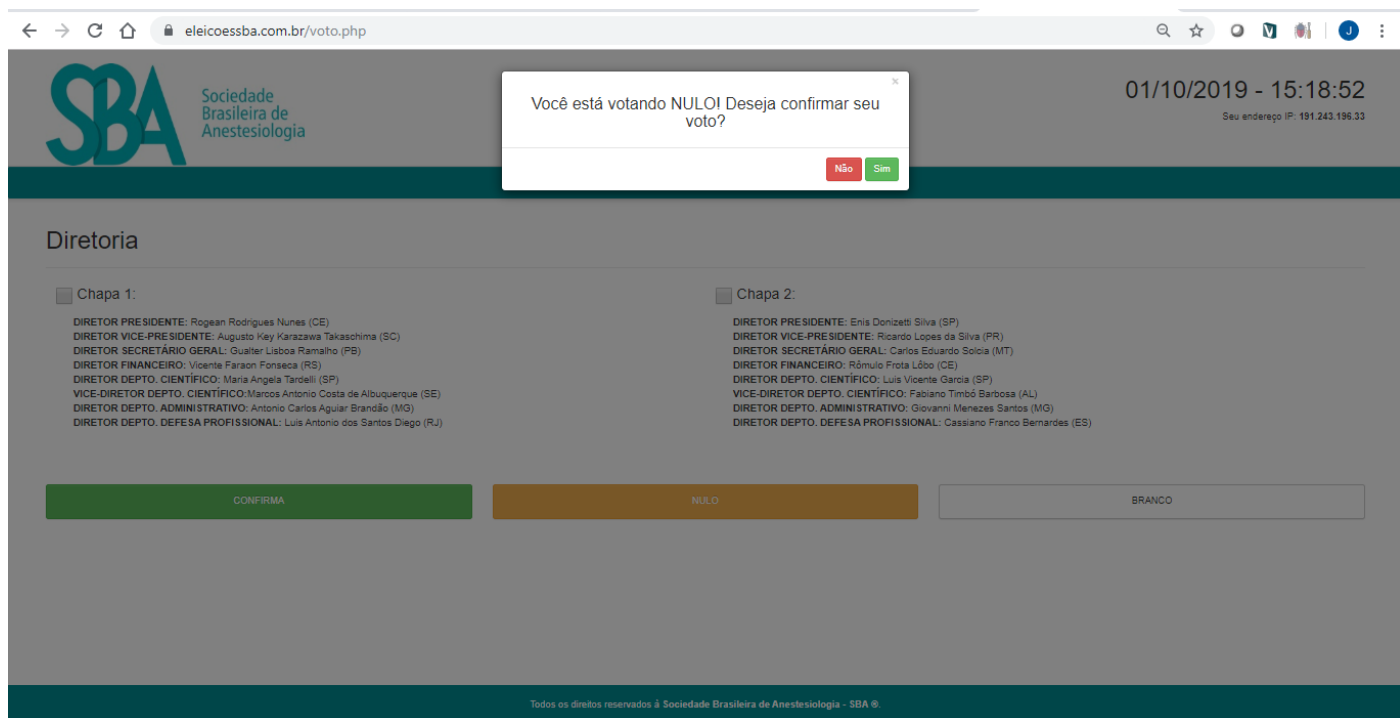 eleicoessba.com.br/voto.php
J
SBA
Sociedade
Brasileira de
Anestesiologia
Você está votando NULO! Deseja confirmar seu
voto?
×
Não Sim
01/10/2019 - 15:18:52
Seu endereço IP: 191.243.196.33
Diretoria
Chapa 1:
DIRETOR PRESIDENTE: Rogean Rodrigues Nunes (CE)
DIRETOR VICE-PRESIDENTE: Augusto Key Karazawa Takaschima (SC)
DIRETOR SECRETÁRIO GERAL: Gualter Lisboa Ramalho (PB)
DIRETOR FINANCEIRO: Vicente Faraon Fonseca (RS)
DIRETOR DEPTO. CIENTÍFICO: Maria Angela Tardelli (SP)
VICE-DIRETOR DEPTO. CIENTÍFICO:Marcos Antonio Costa de Albuquerque (SE)
DIRETOR DEPTO. ADMINISTRATIVO: Antonio Carlos Aguiar Brandão (MG)
DIRETOR DEPTO. DEFESA PROFISSIONAL: Luis Antonio dos Santos Diego (RJ)
Chapa 2:
DIRETOR PRESIDENTE: Enis Donizetti Silva (SP)
DIRETOR VICE-PRESIDENTE: Ricardo Lopes da Silva (PR)
DIRETOR SECRETÁRIO GERAL: Carlos Eduardo Soloia (MT)
DIRETOR FINANCEIRO: Rômulo Frota Lôbo (CE)
DIRETOR DEPTO. CIENTÍFICO: Luis Vicente Garcia (SP)
VICE-DIRETOR DEPTO. CIENTÍFICO: Fabiano Timbó Barbosa (AL)
DIRETOR DEPTO. ADMINISTRATIVO: Giovanni Menezes Santos (MG)
DIRETOR DEPTO. DEFESA PROFISSIONAL: Cassiano Franco Bernardes (ES)
CONFIRMA
NULO
BRANCO
Todos os direitos reservados á Sociedade Brasileira de Anestesiologia - SBA ®.